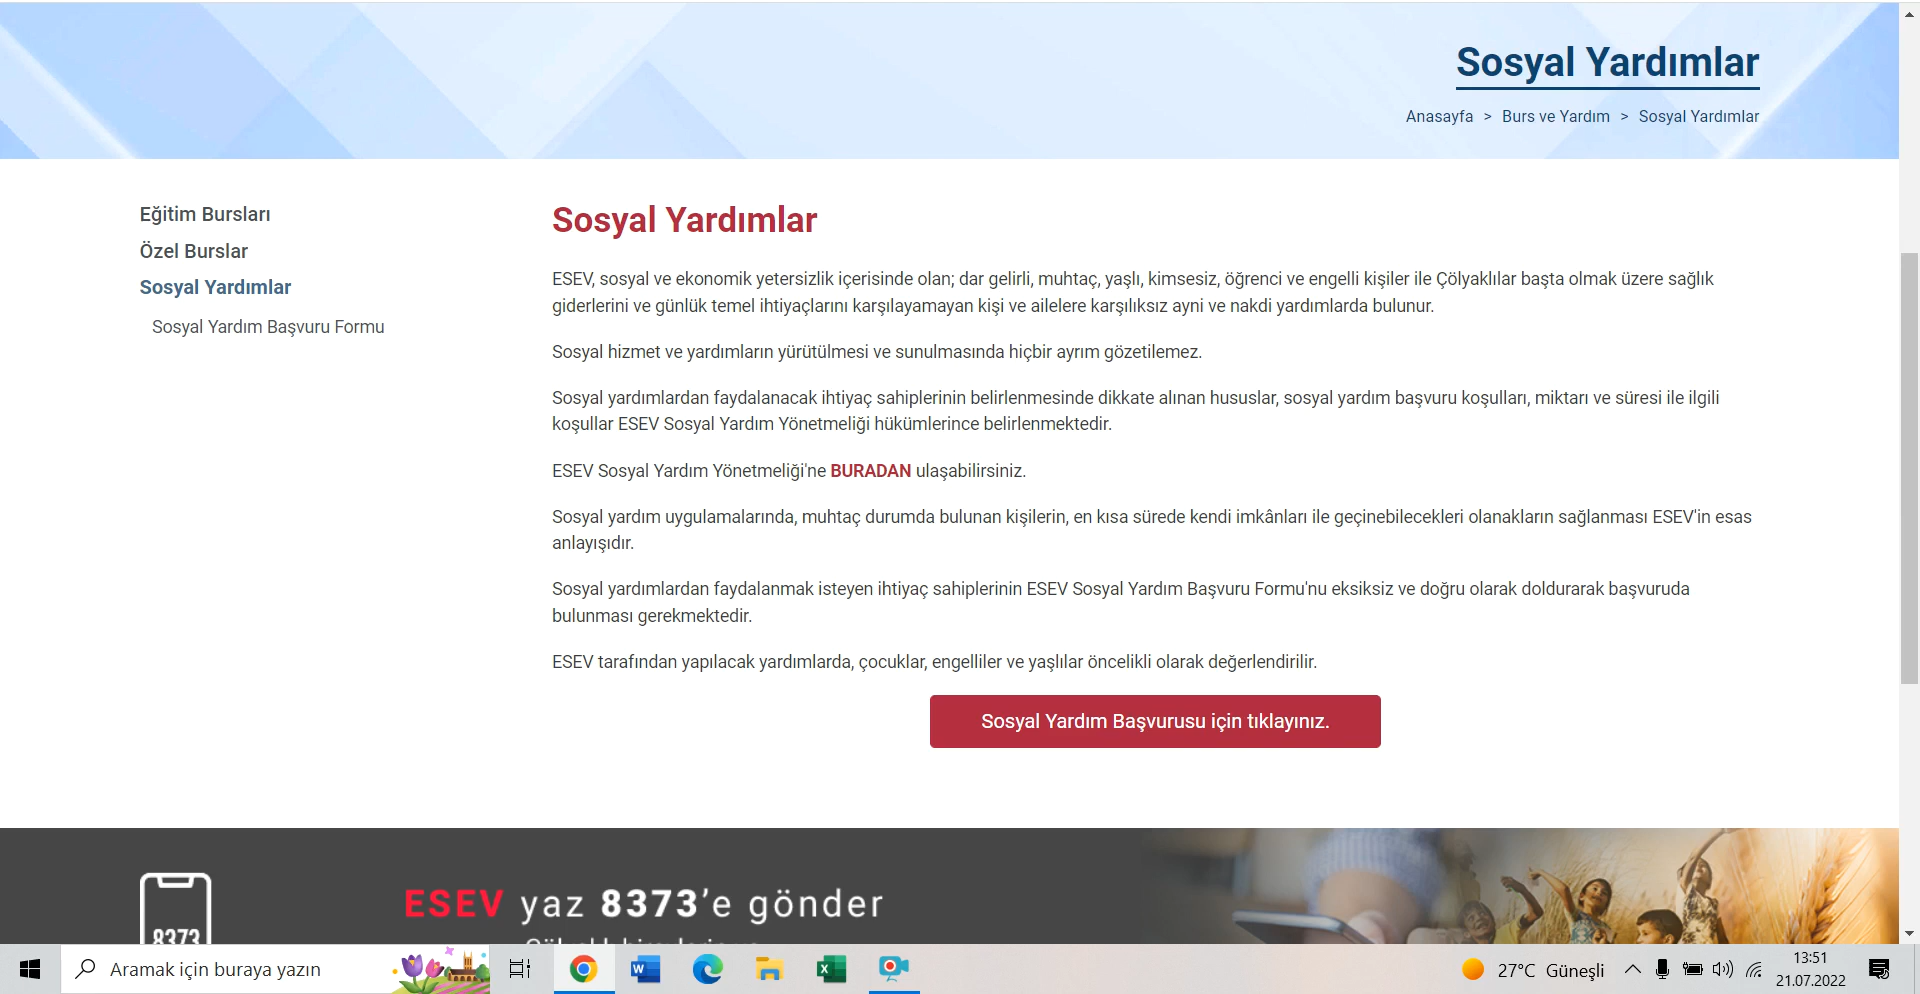 Sosyal Yardımlar
Anasayfa > Burs ve Yardım > Sosyal Yardımlar
Eğitim Bursları
Özel Burslar
Sosyal Yardımlar
Sosyal Yardım Başvuru Formu
Sosyal Yardımlar
ESEV, sosyal ve ekonomik yetersizlik içerisinde olan; dar gelirli, muhtaç, yaşlı, kimsesiz, öğrenci ve engelli kişiler ile Çölyaklılar başta olmak üzere sağlık
giderlerini ve günlük temel ihtiyaçlarını karşılayamayan kişi ve ailelere karşılıksız ayni ve nakdi yardımlarda bulunur.
Sosyal hizmet ve yardımların yürütülmesi ve sunulmasında hiçbir ayrım gözetilemez.
Sosyal yardımlardan faydalanacak ihtiyaç sahiplerinin belirlenmesinde dikkate alınan hususlar, sosyal yardım başvuru koşulları, miktarı ve süresi ile ilgili
koşullar ESEV Sosyal Yardım Yönetmeliği hükümlerince belirlenmektedir.
ESEV Sosyal Yardım Yönetmeliği'ne BURADAN ulaşabilirsiniz.
Sosyal yardım uygulamalarında, muhtaç durumda bulunan kişilerin, en kısa sürede kendi imkânları ile geçinebilecekleri olanakların sağlanması ESEV'in esas
anlayışıdır.
Sosyal yardımlardan faydalanmak isteyen ihtiyaç sahiplerinin ESEV Sosyal Yardım Başvuru Formu'nu eksiksiz ve doğru olarak doldurarak başvuruda
bulunması gerekmektedir.
ESEV tarafından yapılacak yardımlarda, çocuklar, engelliler ve yaşlılar öncelikli olarak değerlendirilir.
Sosyal Yardım Başvurusu için tıklayınız.
8373
ESEV yaz 8373’e gönder
Aramak için buraya yazın
27°C Güneşli
13:51
21.07.2022